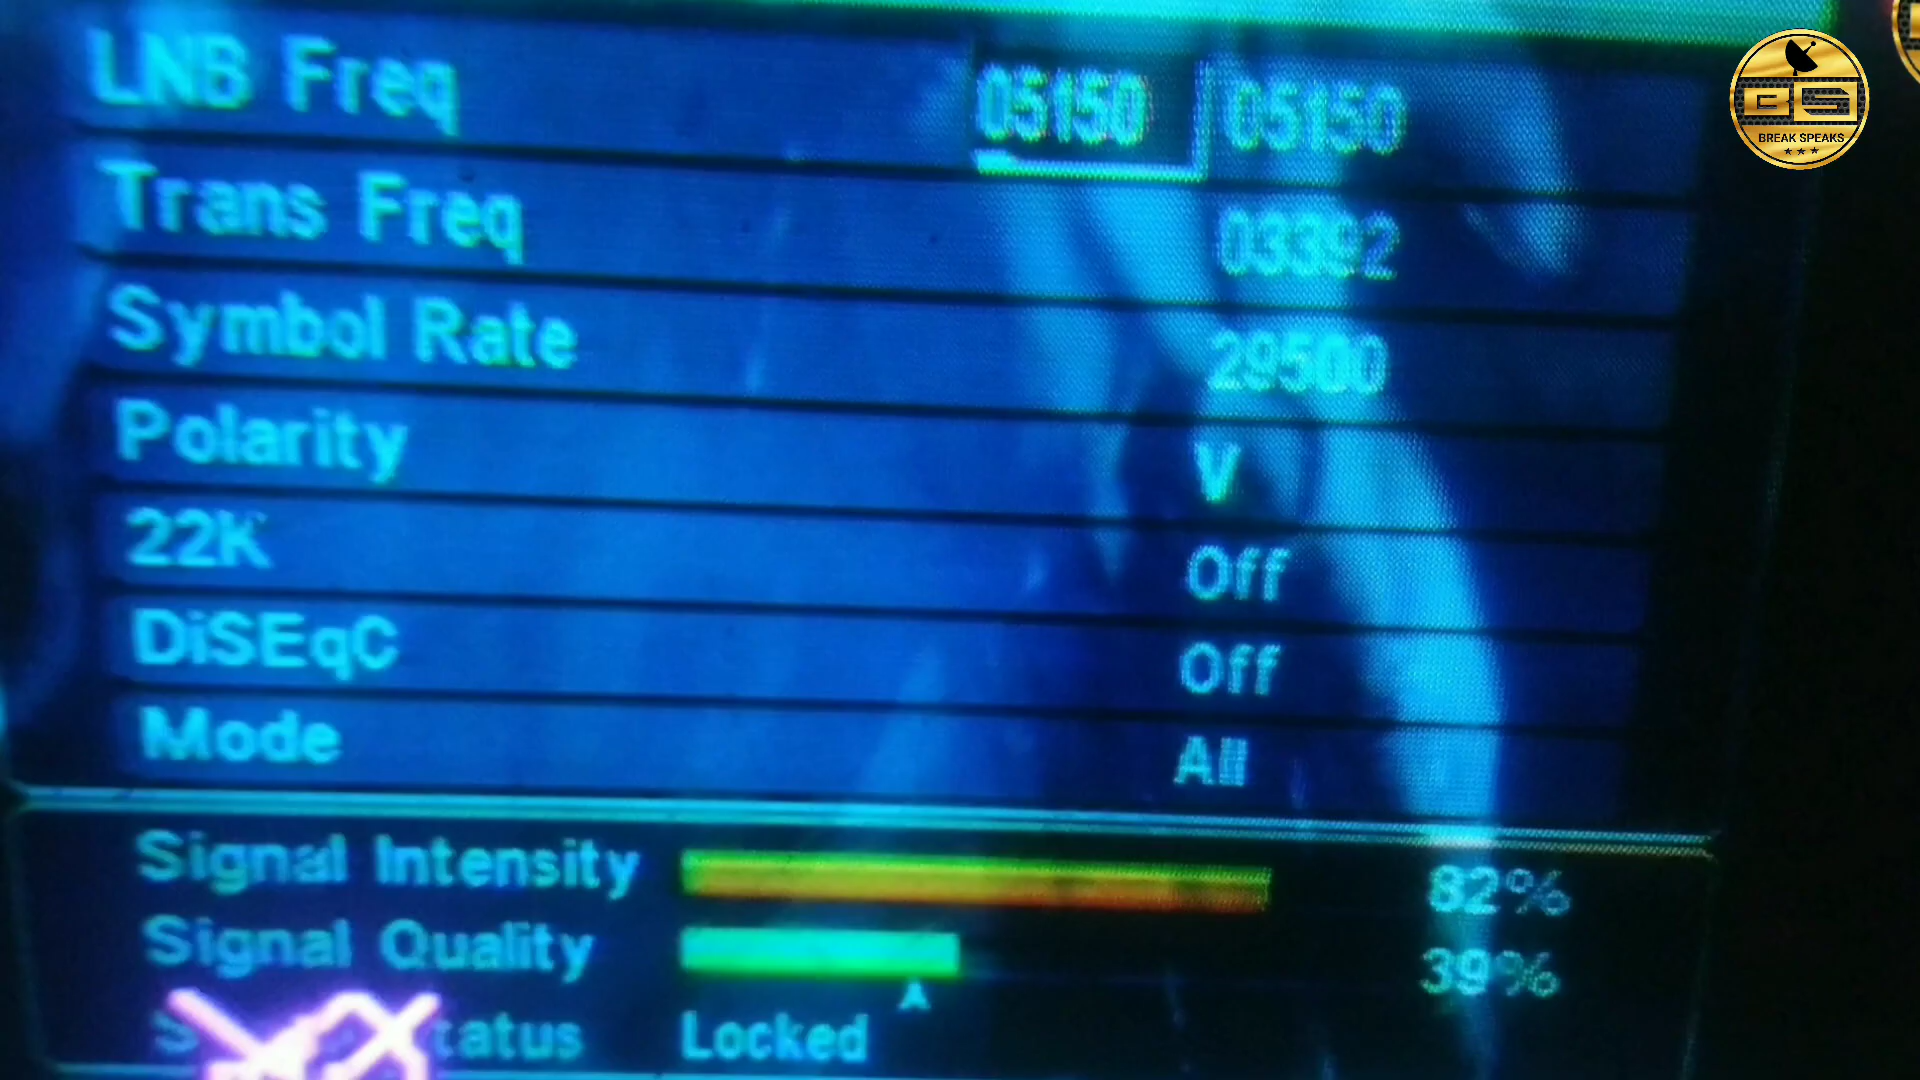 LNB Freq 05150 05150
Trans Freq 03392
Symbol Rate 29500
Polarity V
22K Off
DiSEqC Off
Mode All
Signal Intensity 82%
Signal Quality 39%
tatus Locked
BS
BREAK SPEAKS